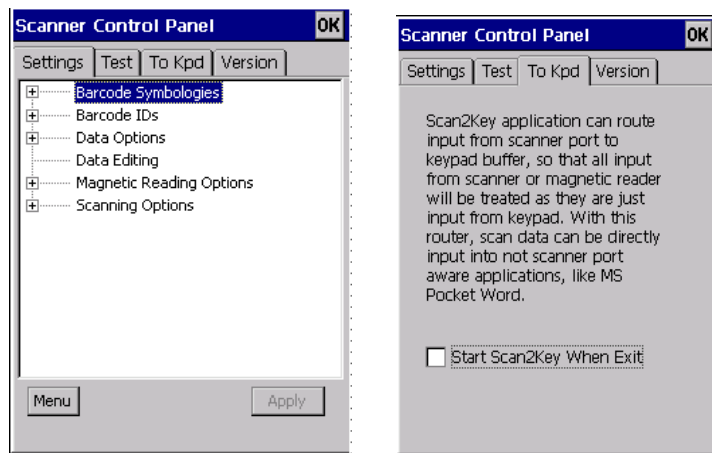 Scanner Control Panel OK
Settings Test To Kpd Version
Barcode Symbologies
Barcode IDs
Data Options
Data Editing
Magnetic Reading Options
Scanning Options
Menu Apply
Scanner Control Panel OK
Settings Test To Kpd Version
Scan2Key application can route
input from scanner port to
keypad buffer, so that all input
from scanner or magnetic reader
will be treated as they are just
input from keypad. With this
router, scan data can be directly
input into not scanner port
aware applications, like MS
Pocket Word.
Start Scan2Key When Exit